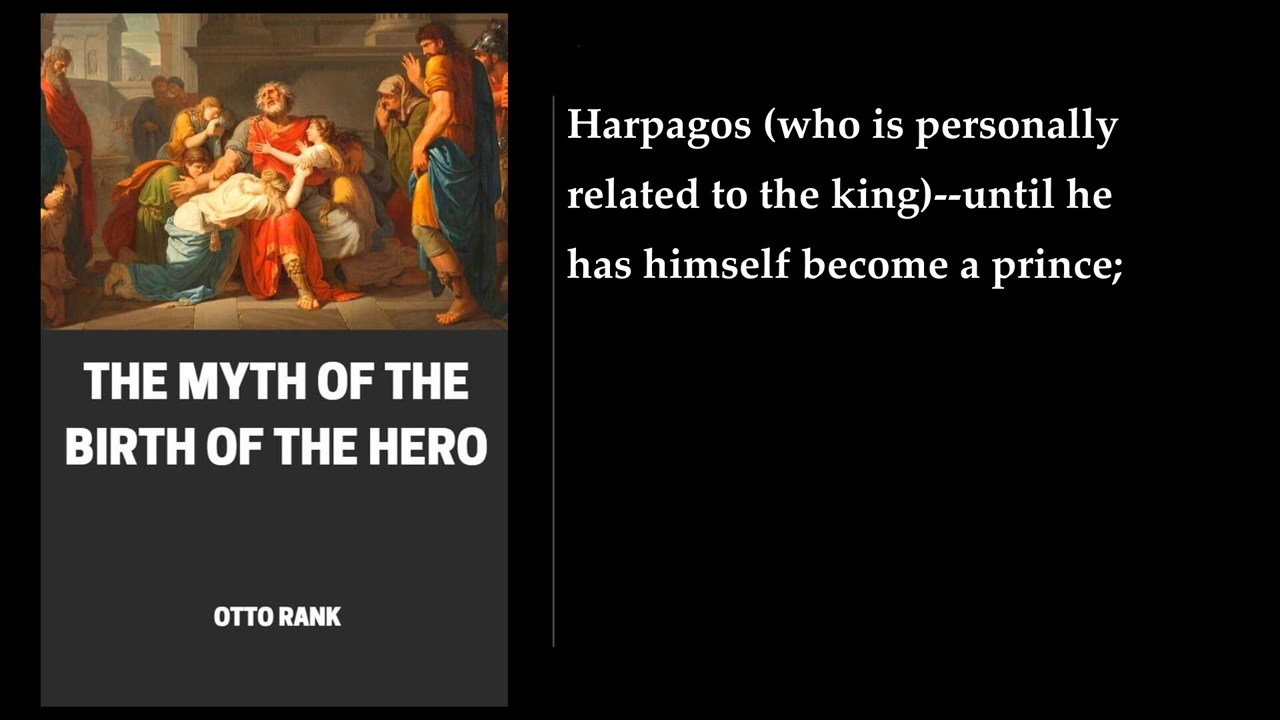 THE MYTH OF THE
BIRTH OF THE HERO
OTTO RANK
Harpagos (who is personally
related to the king)--until he
has himself become a prince;